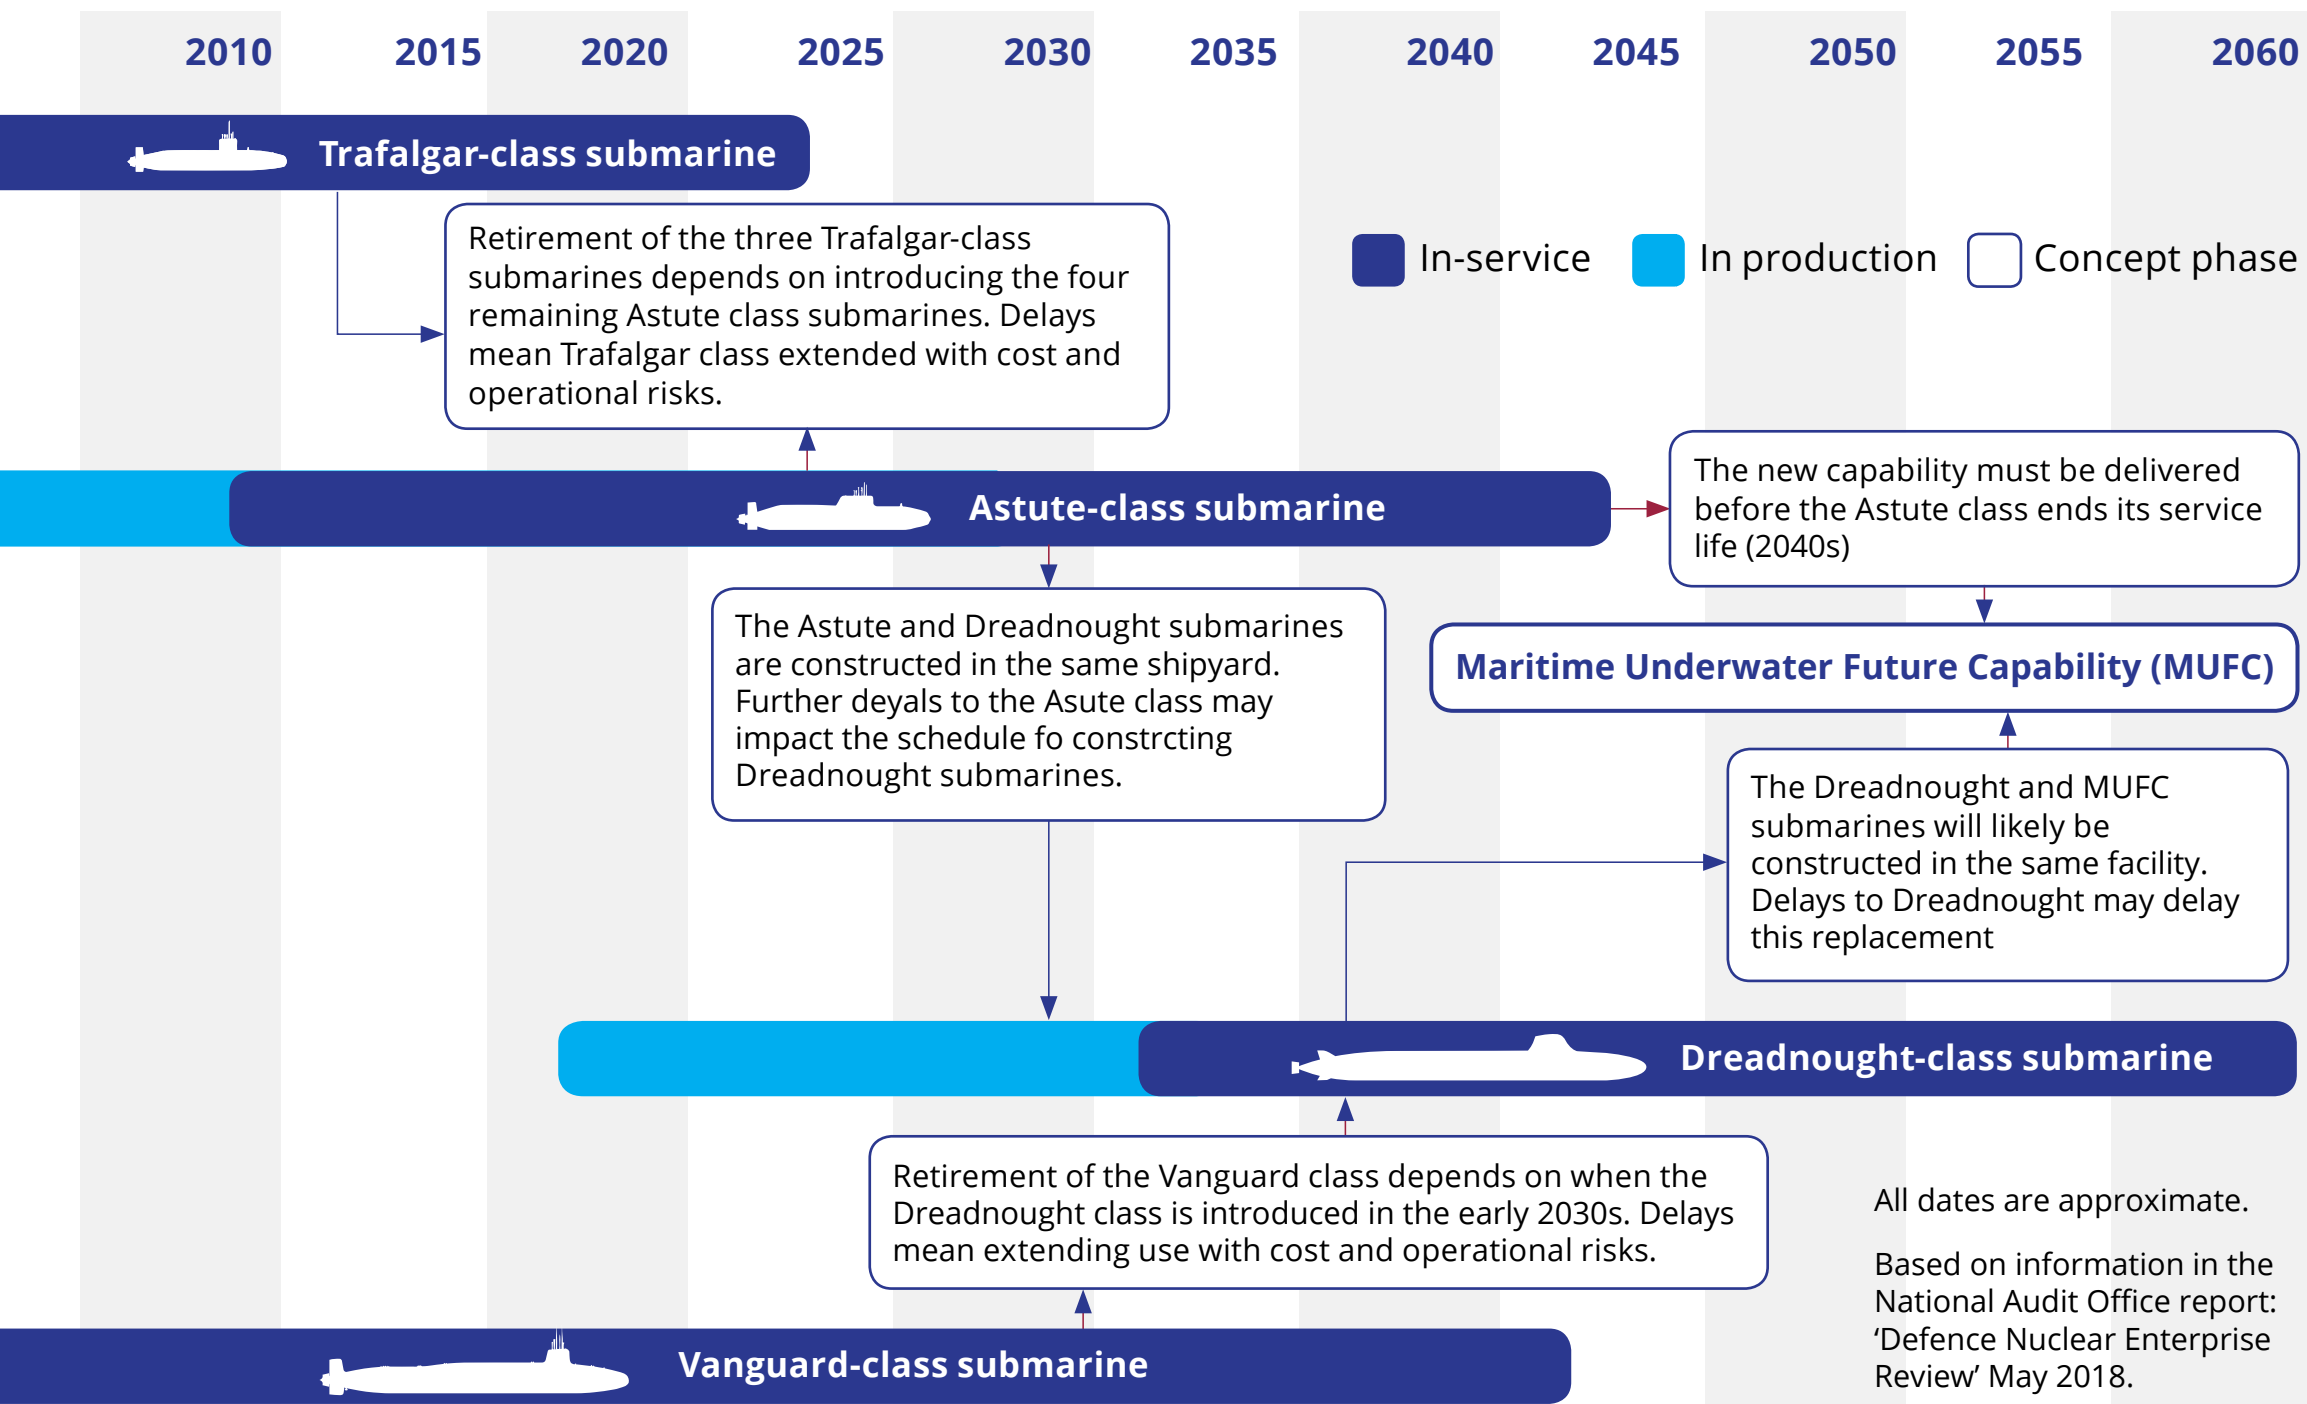 2010 2015 2020 2025 2030 2035 2040 2045 2050 2055 2060
Trafalgar-class submarine
Retirement of the three Trafalgar-class
submarines depends on introducing the four
remaining Astute class submarines. Delays
mean Trafalgar class extended with cost and
operational risks.
In-service
In production
Concept phase
Astute-class submarine
The new capability must be delivered
before the Astute class ends its service
life (2040s)
The Astute and Dreadnought submarines
are constructed in the same shipyard.
Further deyals to the Asute class may
impact the schedule fo constrcting
Dreadnought submarines.
Maritime Underwater Future Capability (MUFC)
The Dreadnought and MUFC
submarines will likely be
constructed in the same facility.
Delays to Dreadnought may delay
this replacement
Dreadnought-class submarine
Retirement of the Vanguard class depends on when the
Dreadnought class is introduced in the early 2030s. Delays
mean extending use with cost and operational risks.
Vanguard-class submarine
All dates are approximate.
Based on information in the
National Audit Office report:
‘Defence Nuclear Enterprise
Review’ May 2018.